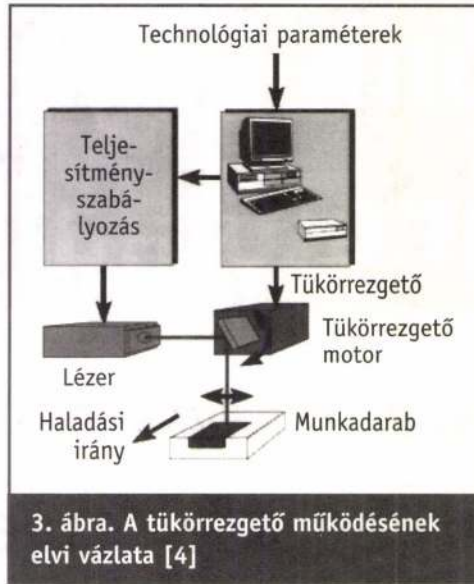 Technológiai paraméterek
Telje-
sítmény-
szabá-
lyozás
Tükörrezgető
Tükörrezgető
motor
Lézer
Haladási
irány
Munkadarab
3. ábra. A tükörrezgető működésének
elvi vázlata [4]